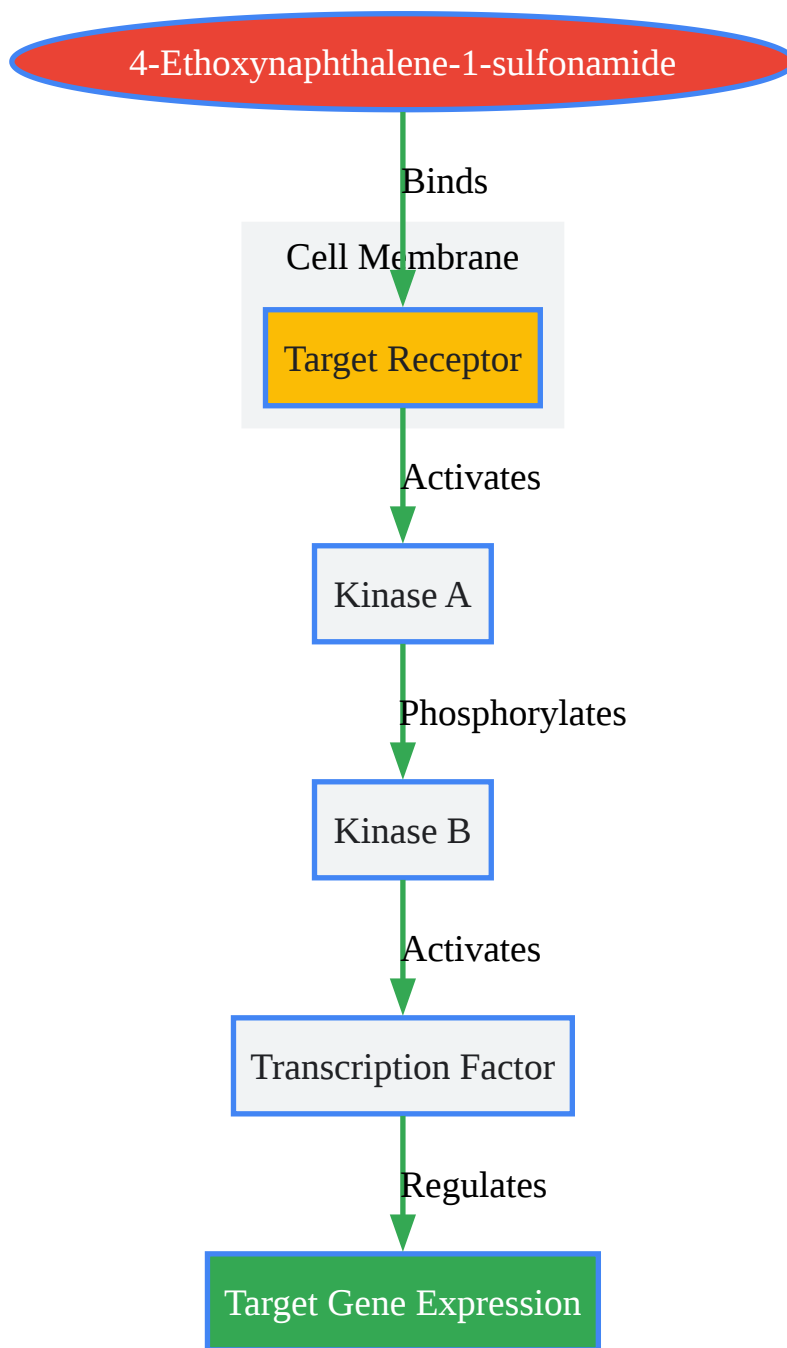 4-Ethoxynaphthalene-1-sulfonamide
Binds
Cell Membrane
Target Receptor
Activates
Kinase A
Phosphorylates
Kinase B
Activates
Transcription Factor
Regulates
Target Gene Expression